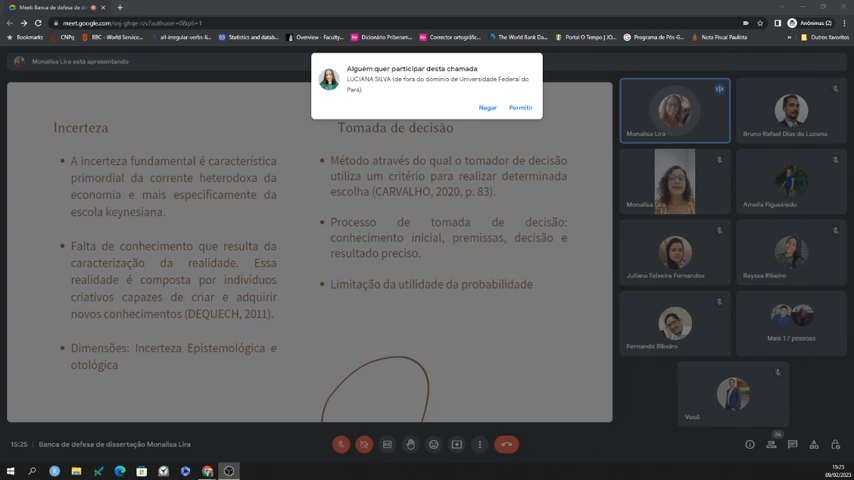 Meet: Banca de defesa de dis
Anônimas (2)
meet.google.com/snj-ghqe-rzv?authuser=0&pli=1
Bookmarks
CNPq
BBC - World Service...
all-irregular-verbs-&...
Statistics and datab...
Overview - Faculty...
Dicionário Priberam...
Corrector ortográfic...
The World Bank Da...
Portal O TEMPO | JO...
Programa de Pós-G...
Nota Fiscal Paulista
»
Outros favoritos
Monalisa Lira está apresentando
Alguém quer participar desta chamada
LUCIANA SILVA (de fora do domínio de Universidade Federal do
Pará)
Negar
Permitir
Incerteza
A incerteza fundamental é característica
primordial da corrente heterodoxa da
economia e mais especificamente da
escola keynesiana.
Falta de conhecimento que resulta da
caracterização da realidade. Essa
realidade é composta por indivíduos
criativos capazes de criar e adquirir
novos conhecimentos (DEQUECH, 2011).
Dimensões: Incerteza Epistemológica e
otológica
Tomada de decisão
Método através do qual o tomador de decisão
utiliza um critério para realizar determinada
escolha (CARVALHO, 2020, p. 83).
Processo de tomada de decisão:
conhecimento inicial, premissas, decisão e
resultado preciso.
Limitação da utilidade da probabilidade
Monalisa Lira
Bruno Rafael Dias de Lucena
Monalisa Lira
Amelia Figueiredo
Juliana Teixeira Fernandes
Rayssa Ribeiro
Fernando Ribeiro
Mais 17 pessoas
Você
15:25
Banca de defesa de dissertação Monalisa Lira
15:25
09/02/2023